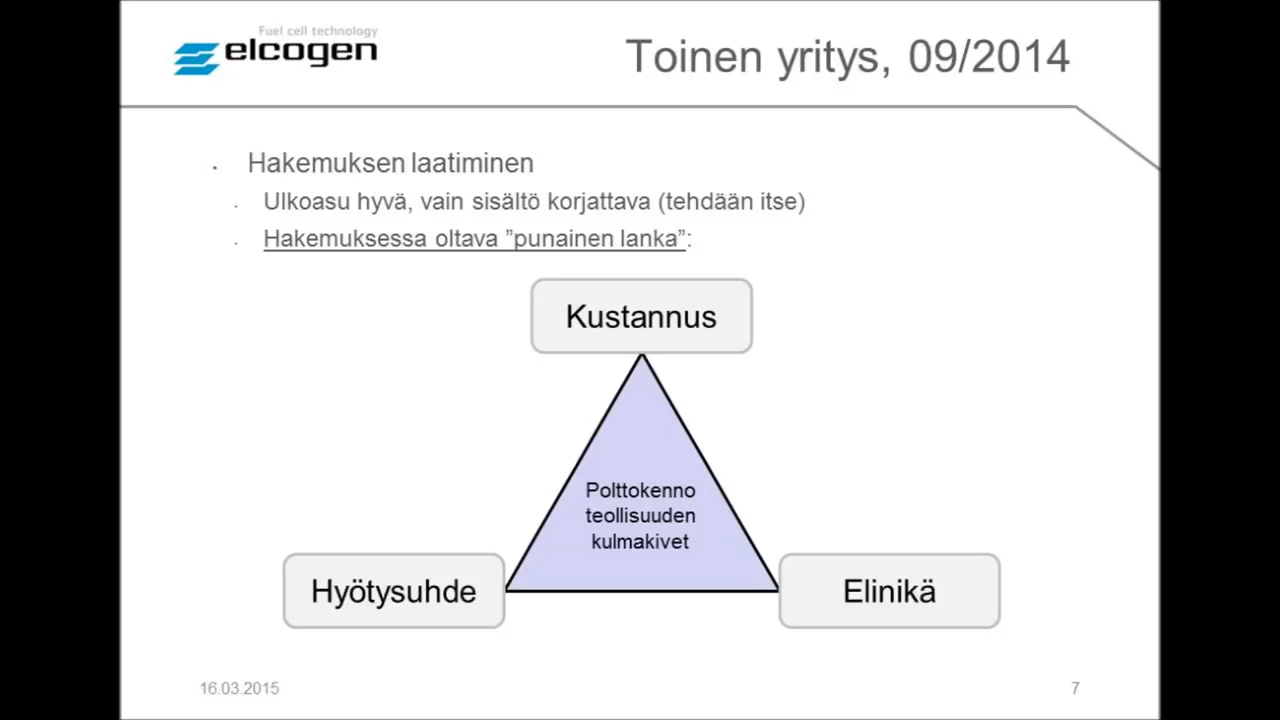 Fuel cell technology
elcogen
Toinen yritys, 09/2014
· Hakemuksen laatiminen
· Ulkoasu hyvä, vain sisältö korjattava (tehdään itse)
· Hakemuksessa oltava ”punainen lanka”:
Kustannus
Polttokenno
teollisuuden
kulmakivet
Hyötysuhde
Elinikä
16.03.2015
7